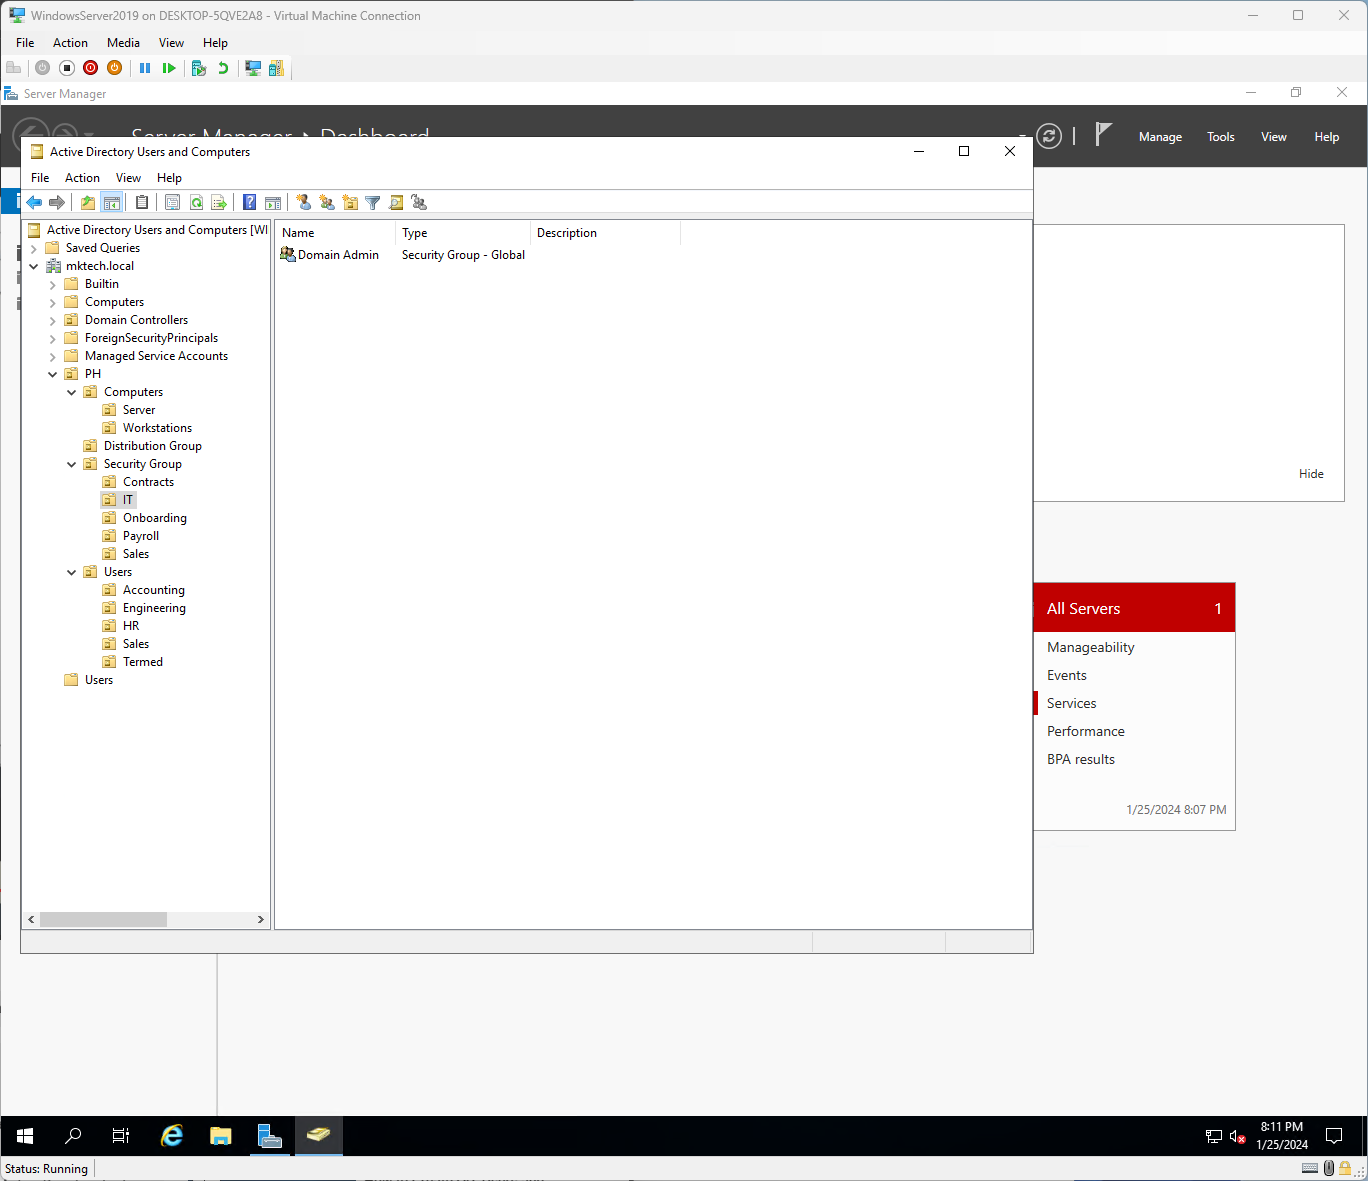 WindowsServer2019 on DESKTOP-5QVE2A8 - Virtual Machine Connection
File Action Media View Help
Server Manager
Server Manager • Dashboard
Manage Tools View Help
Active Directory Users and Computers
File Action View Help
Active Directory Users and Computers [WI
Saved Queries
mktech.local
Builtin
Computers
Domain Controllers
ForeignSecurityPrincipals
Managed Service Accounts
PH
Computers
Server
Workstations
Distribution Group
Security Group
Contracts
IT
Onboarding
Payroll
Sales
Users
Accounting
Engineering
HR
Sales
Termed
Users
Name Type Description
Domain Admin Security Group - Global
Hide
All Servers 1
Manageability
Events
Services
Performance
BPA results
1/25/2024 8:07 PM
8:11 PM
1/25/2024
Status: Running